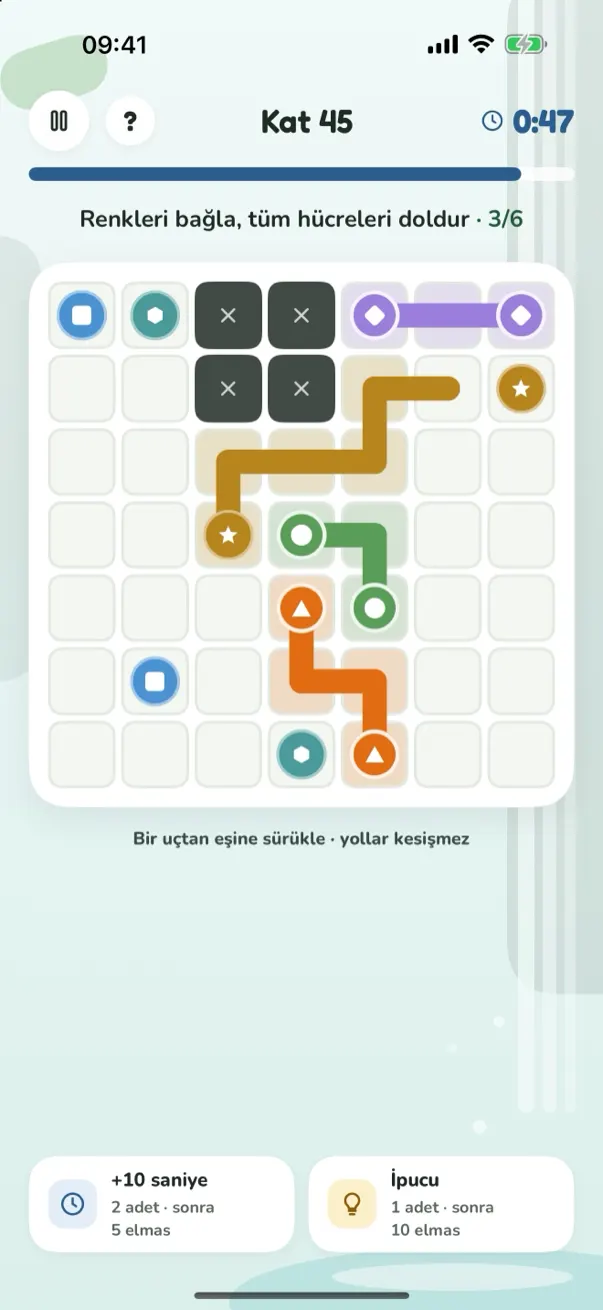 09:41
?
Kat 45
0:47
Renkleri bağla, tüm hücreleri doldur · 3/6
Bir uçtan eşine sürükle · yollar kesişmez
+10 saniye
2 adet · sonra
5 elmas
İpucu
1 adet · sonra
10 elmas